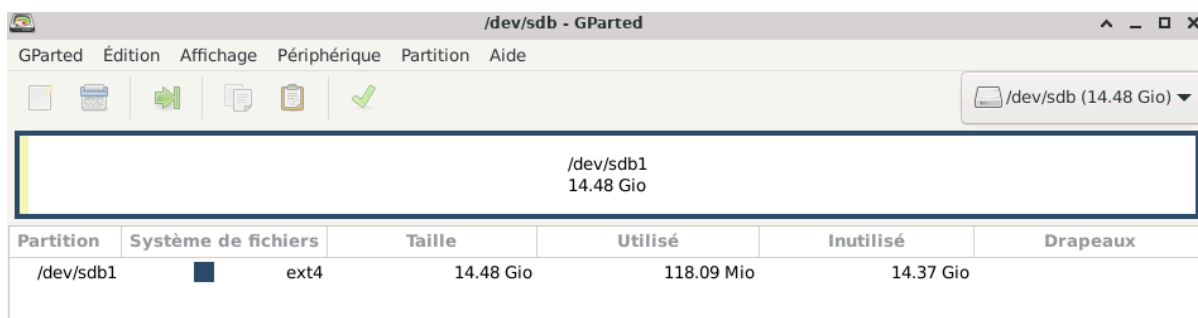 /dev/sdb - GParted
GParted Édition Affichage Périphérique Partition Aide
/dev/sdb (14.48 Gio)
/dev/sdb1
14.48 Gio
Partition Système de fichiers Taille Utilisé Inutilisé Drapeaux
/dev/sdb1 ext4 14.48 Gio 118.09 Mio 14.37 Gio